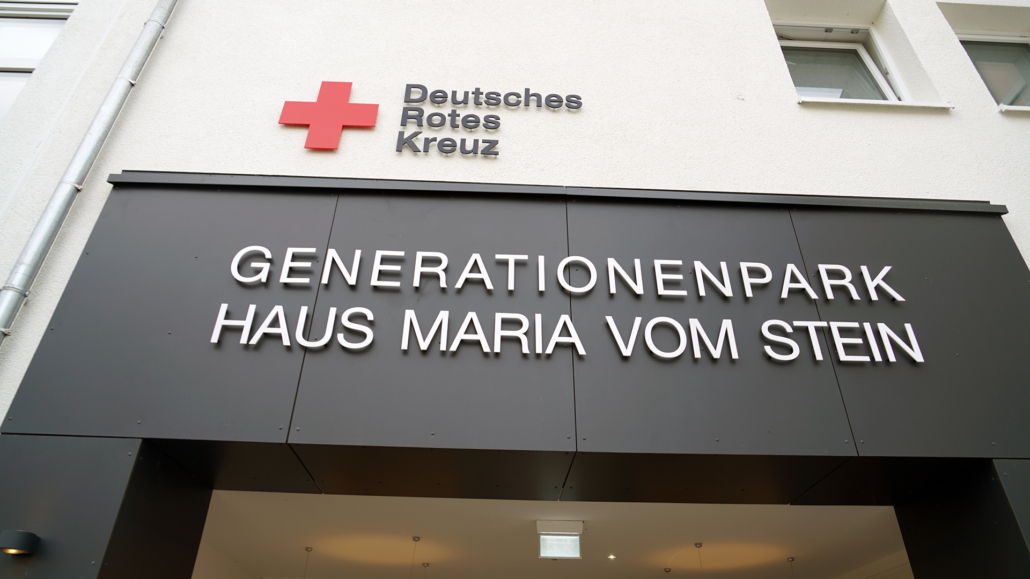 Deutsches
Rotes
Kreuz
GENERATIONENPARK
HAUS MARIA VOM STEIN